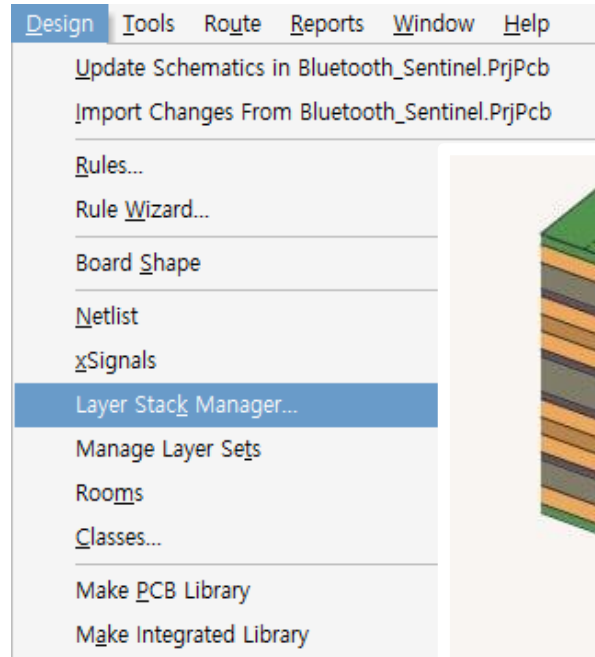 Design Tools Route Reports Window Help
Update Schematics in Bluetooth_Sentinel.PrjPcb
Import Changes From Bluetooth_Sentinel.PrjPcb
Rules...
Rule Wizard...
Board Shape
Netlist
xSignals
Layer Stack Manager...
Manage Layer Sets
Rooms
Classes...
Make PCB Library
Make Integrated Library